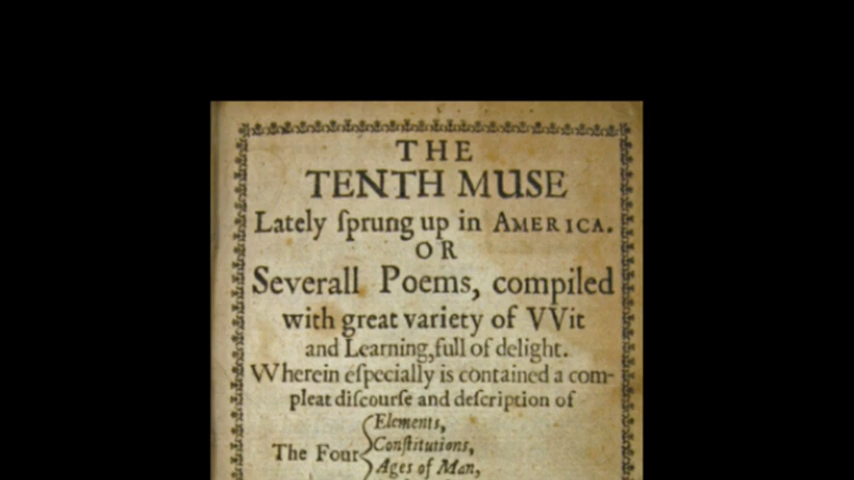 THE
TENTH MUSE
Lately ſprung up in AMERICA.
OR
Severall Poems, compiled
with great variety of VVit
and Learning, full of delight.
Wherein eſpecially is contained a com-
pleat diſcourſe and deſcription of
Elements,
The Four Conſtitutions,
Ages of Man,